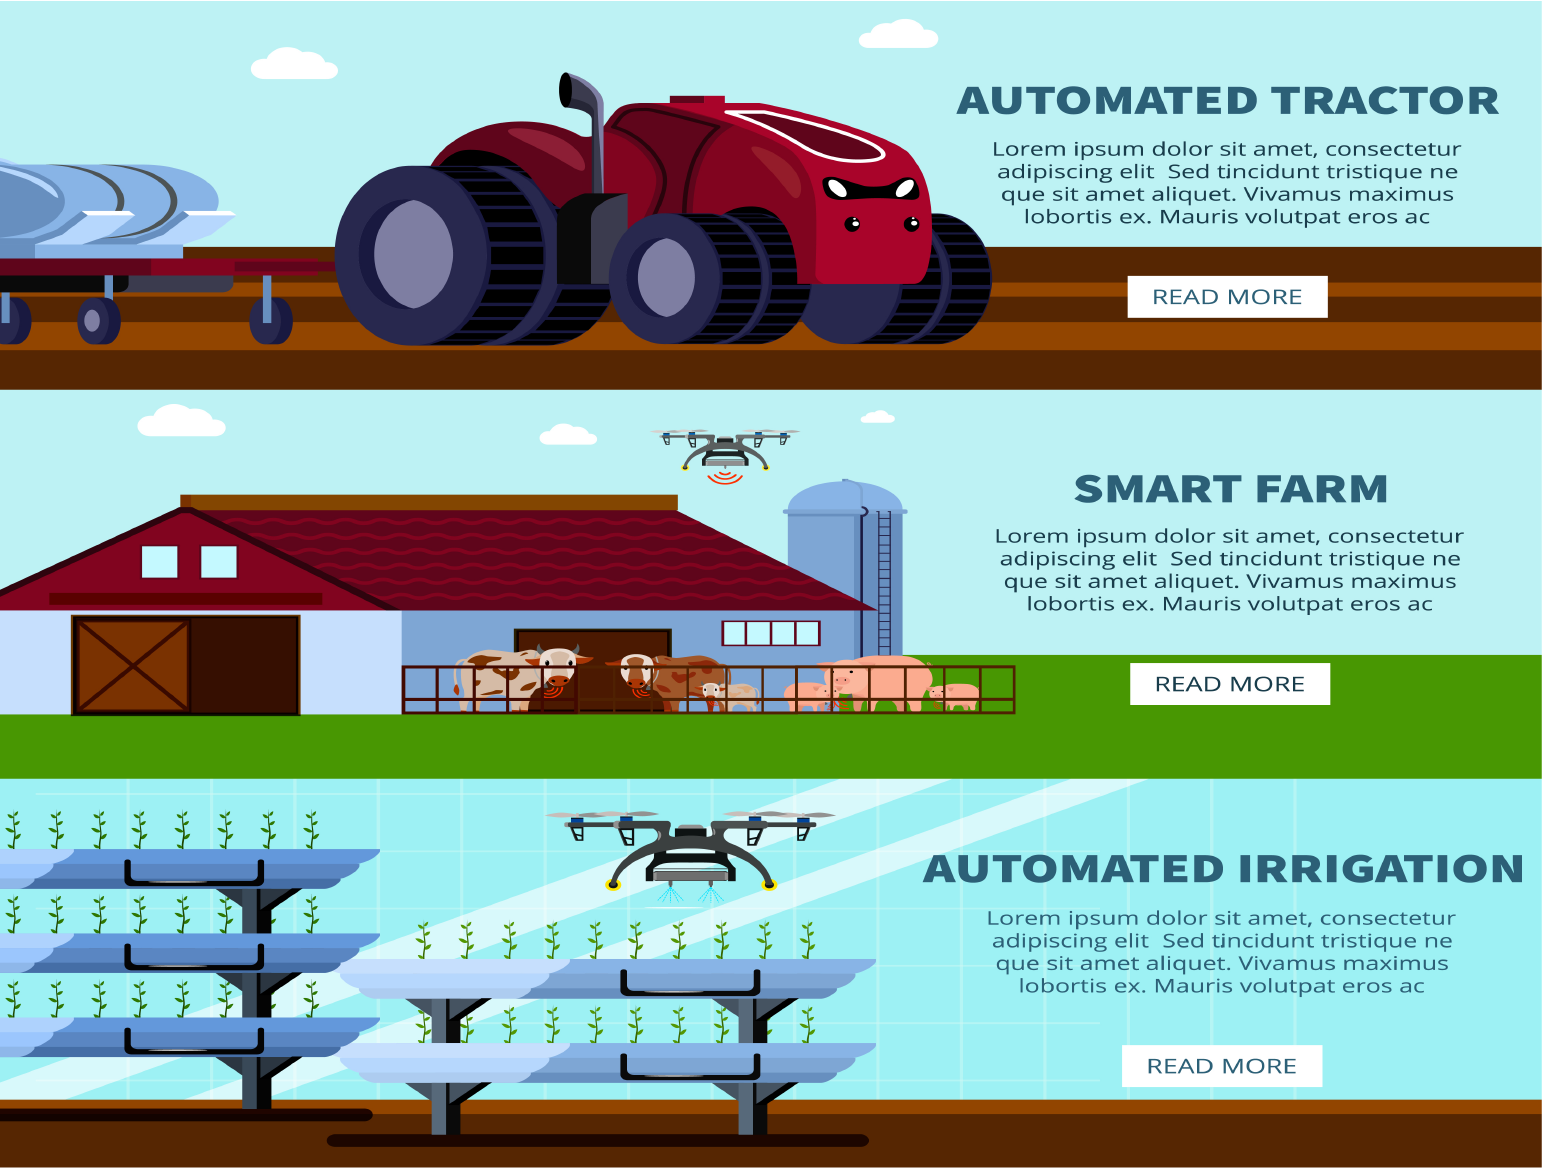 AUTOMATED TRACTOR
Lorem ipsum dolor sit amet, consectetur
adipiscing elit  Sed tincidunt tristique ne
que sit amet aliquet. Vivamus maximus
lobortis ex. Mauris volutpat eros ac
READ MORE
SMART FARM
Lorem ipsum dolor sit amet, consectetur
adipiscing elit  Sed tincidunt tristique ne
que sit amet aliquet. Vivamus maximus
lobortis ex. Mauris volutpat eros ac
READ MORE
AUTOMATED IRRIGATION
Lorem ipsum dolor sit amet, consectetur
adipiscing elit  Sed tincidunt tristique ne
que sit amet aliquet. Vivamus maximus
lobortis ex. Mauris volutpat eros ac
READ MORE